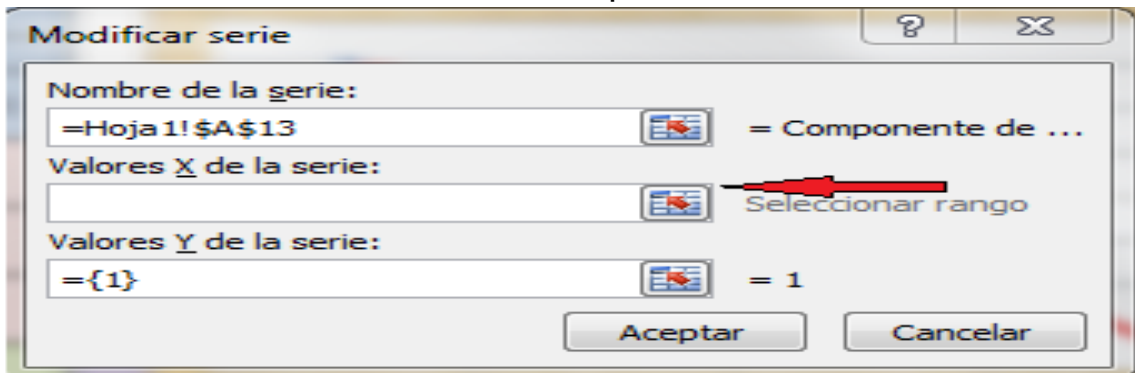 Modificar serie
Nombre de la serie:
=Hoja1!$A$13 = Componente de ...
Valores X de la serie:
Seleccionar rango
Valores Y de la serie:
={1} = 1
Aceptar Cancelar